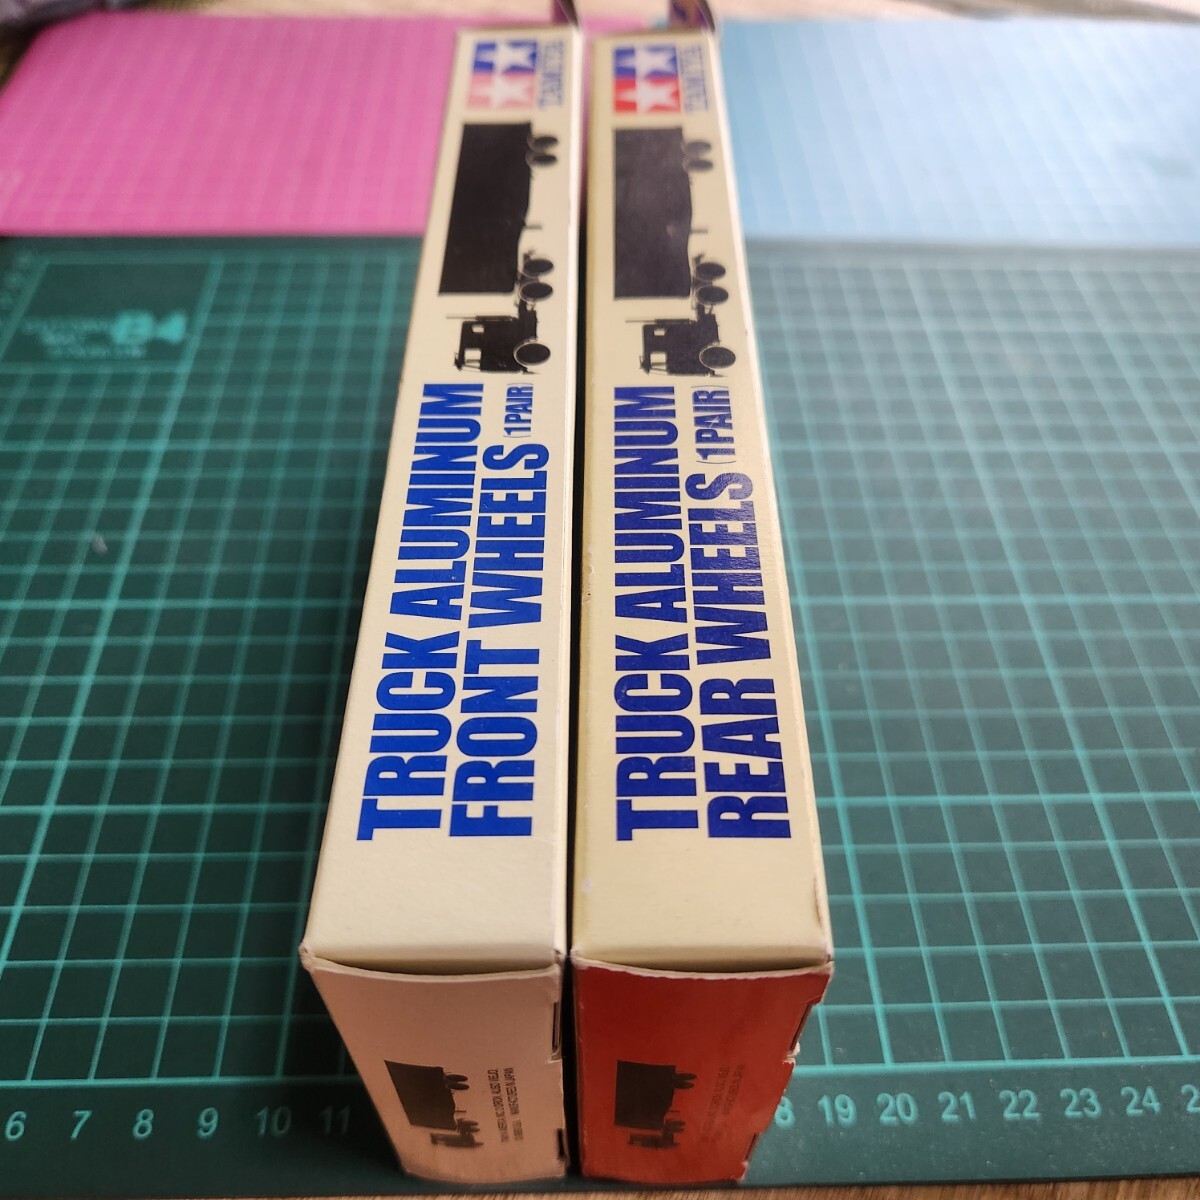 TAMIYA
TRUCK ALUMINUM
FRONT WHEELS (1PAIR)
TAMIYA
TRUCK ALUMINUM
REAR WHEELS (1PAIR)
6 7 8 9 10 11
18 19 20 21 22 23 24